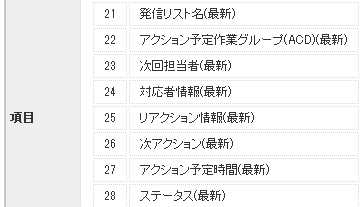 21 発信リスト名(最新)
22 アクション予定作業グループ(ACD)(最新)
23 次回担当者(最新)
24 対応者情報(最新)
項目
25 リアクション情報(最新)
26 次アクション(最新)
27 アクション予定時間(最新)
28 ステータス(最新)